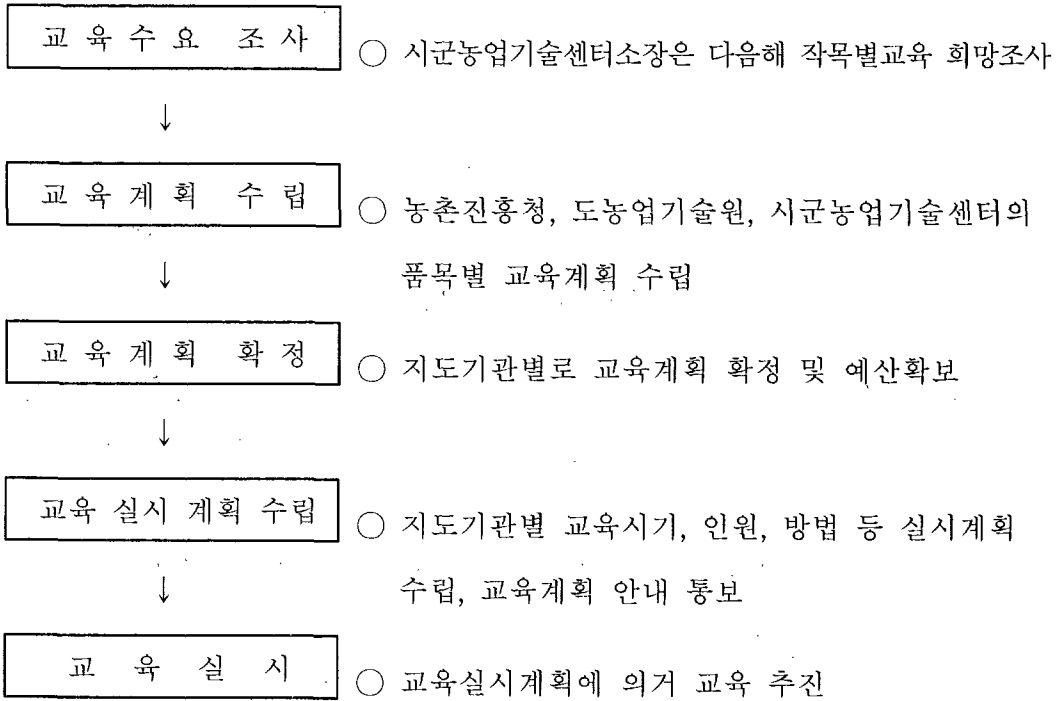 교 육 수 요 조 사
○ 시군농업기술센터소장은 다음해 작목별교육 희망조사
↓
교 육 계 획 수 립
○ 농촌진흥청, 도농업기술원, 시군농업기술센터의
품목별 교육계획 수립
↓
교 육 계 획 확 정
○ 지도기관별로 교육계획 확정 및 예산확보
↓
교육 실시 계획 수립
○ 지도기관별 교육시기, 인원, 방법 등 실시계획
수립, 교육계획 안내 통보
↓
교 육 실 시
○ 교육실시계획에 의거 교육 추진